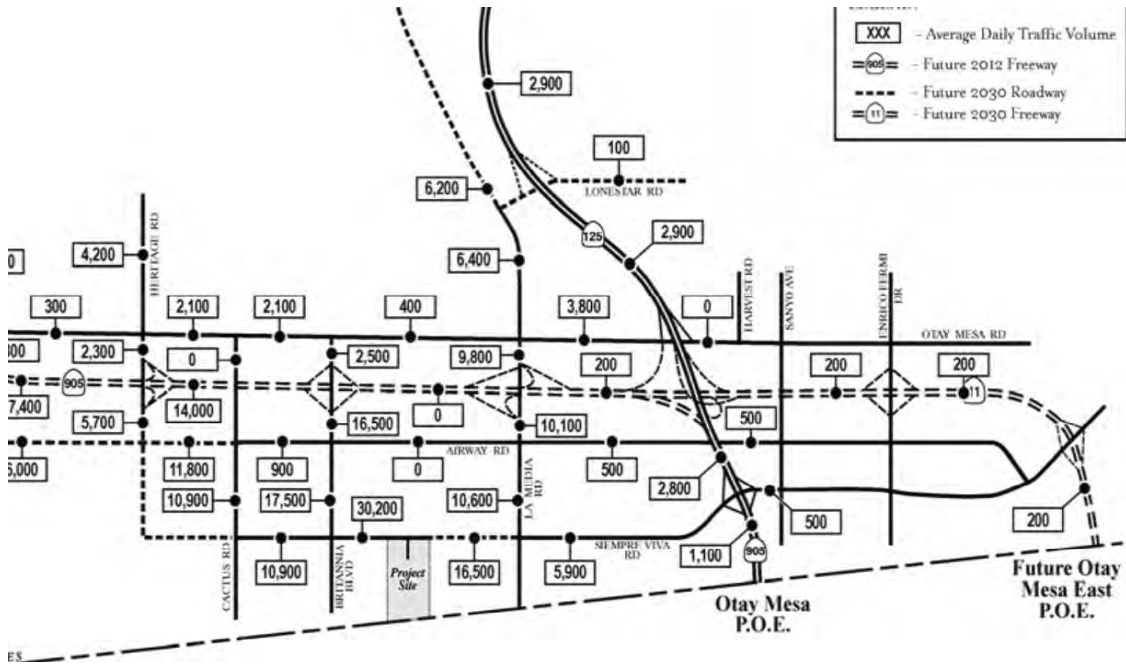 XXX - Average Daily Traffic Volume
905 - Future 2012 Freeway
- Future 2030 Roadway
11 - Future 2030 Freeway
2,900
100
LONESTAR RD
6,200
125
2,900
HERITAGE RD
4,200
6,400
HARVEST RD
SANYO AVE
ENRICO FERMI
DR
300
2,100
2,100
400
3,800
0
OTAY MESA RD
2,300
0
2,500
9,800
200
200
200
905
11
7,400
14,000
0
5,700
16,500
10,100
500
AIRWAY RD
11,800
900
0
500
LA MEDIA
RD
2,800
10,900
17,500
10,600
500
30,200
200
SIEMPRE VIVA
RD
1,100
905
CACTUS RD
10,900
BRITANNIA
BLVD
Project
Site
16,500
5,900
Otay Mesa
P.O.E.
Future Otay
Mesa East
P.O.E.